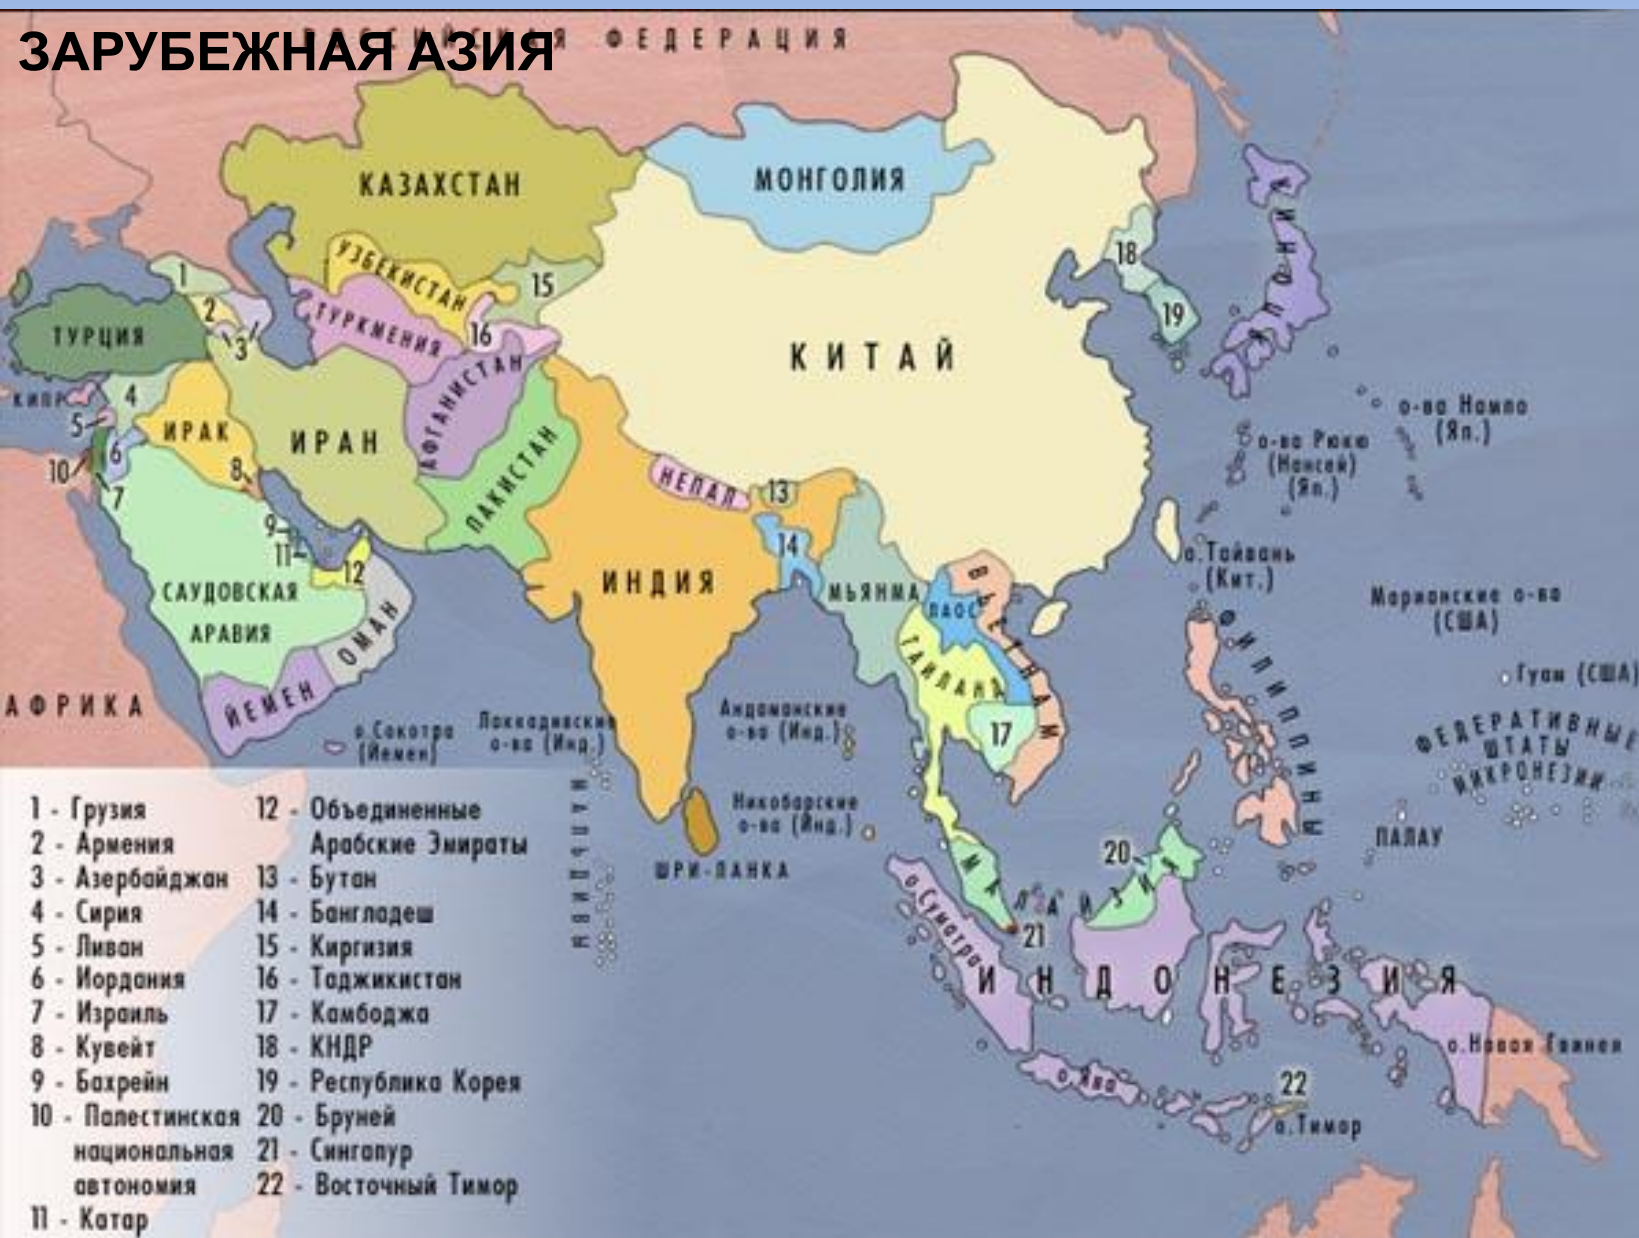 ЗАРУБЕЖНАЯ АЗИЯ
РОССИЙСКАЯ ФЕДЕРАЦИЯ
КАЗАХСТАН
МОНГОЛИЯ
ЯПОНИЯ
УЗБЕКИСТАН
1
15
18
2
ТУРЦИЯ
3
ТУРКМЕНИЯ
16
19
КИТАЙ
КИПР
4
5
ИРАК
ИРАН
АФГАНИСТАН
о-ва Нампо
(Яп.)
о-ва Рюкю
(Нансей)
(Яп.)
10
6
8
7
ПАКИСТАН
НЕПАЛ
13
9
11
12
14
о.Тайвань
(Кит.)
САУДОВСКАЯ
АРАВИЯ
ОМАН
ИНДИЯ
МЬЯНМА
ЛАОС
ВЬЕТНАМ
Марианские о-ва
(США)
ТАИЛАНД
ФИЛИППИНЫ
Гуам (США)
АФРИКА
ЙЕМЕН
о.Сокотра
(Йемен)
Лаккадивские
о-ва (Инд.)
Андаманские
о-ва (Инд.)
17
ФЕДЕРАТИВНЫЕ
ШТАТЫ
МИКРОНЕЗИИ
МАЛЬДИВЫ
Никобарские
о-ва (Инд.)
ПАЛАУ
ШРИ-ЛАНКА
20
МАЛАЙЗИЯ
о.Суматра
21
ИНДОНЕЗИЯ
о.Новая Гвинея
о.Ява
22
о.Тимор
1 - Грузия
2 - Армения
3 - Азербайджан
4 - Сирия
5 - Ливан
6 - Иордания
7 - Израиль
8 - Кувейт
9 - Бахрейн
10 - Палестинская
национальная
автономия
11 - Катар
12 - Объединенные
Арабские Эмираты
13 - Бутан
14 - Бангладеш
15 - Киргизия
16 - Таджикистан
17 - Камбоджа
18 - КНДР
19 - Республика Корея
20 - Бруней
21 - Сингапур
22 - Восточный Тимор